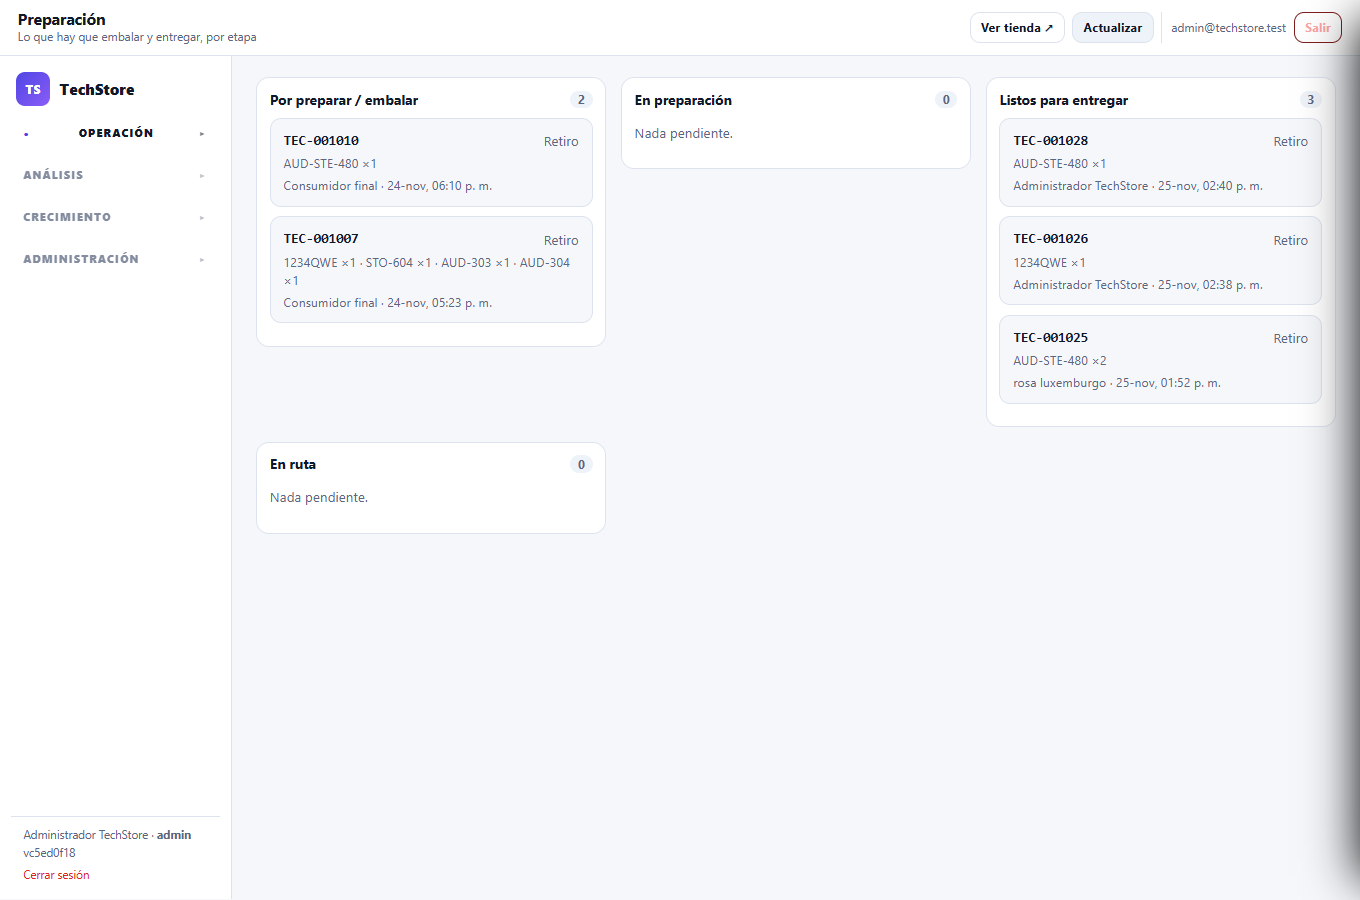 Preparación
Lo que hay que embalar y entregar, por etapa
Ver tienda ↗
Actualizar
admin@techstore.test
Salir
TS
TechStore
• OPERACIÓN ▸
ANÁLISIS ▸
CRECIMIENTO ▸
ADMINISTRACIÓN ▸
Por preparar / embalar 2
TEC-001010 Retiro
AUD-STE-480 ×1
Consumidor final · 24-nov, 06:10 p. m.
TEC-001007 Retiro
1234QWE ×1 · STO-604 ×1 · AUD-303 ×1 · AUD-304
×1
Consumidor final · 24-nov, 05:23 p. m.
En preparación 0
Nada pendiente.
Listos para entregar 3
TEC-001028 Retiro
AUD-STE-480 ×1
Administrador TechStore · 25-nov, 02:40 p. m.
TEC-001026 Retiro
1234QWE ×1
Administrador TechStore · 25-nov, 02:38 p. m.
TEC-001025 Retiro
AUD-STE-480 ×2
rosa luxemburgo · 25-nov, 01:52 p. m.
En ruta 0
Nada pendiente.
Administrador TechStore · admin
vc5ed0f18
Cerrar sesión